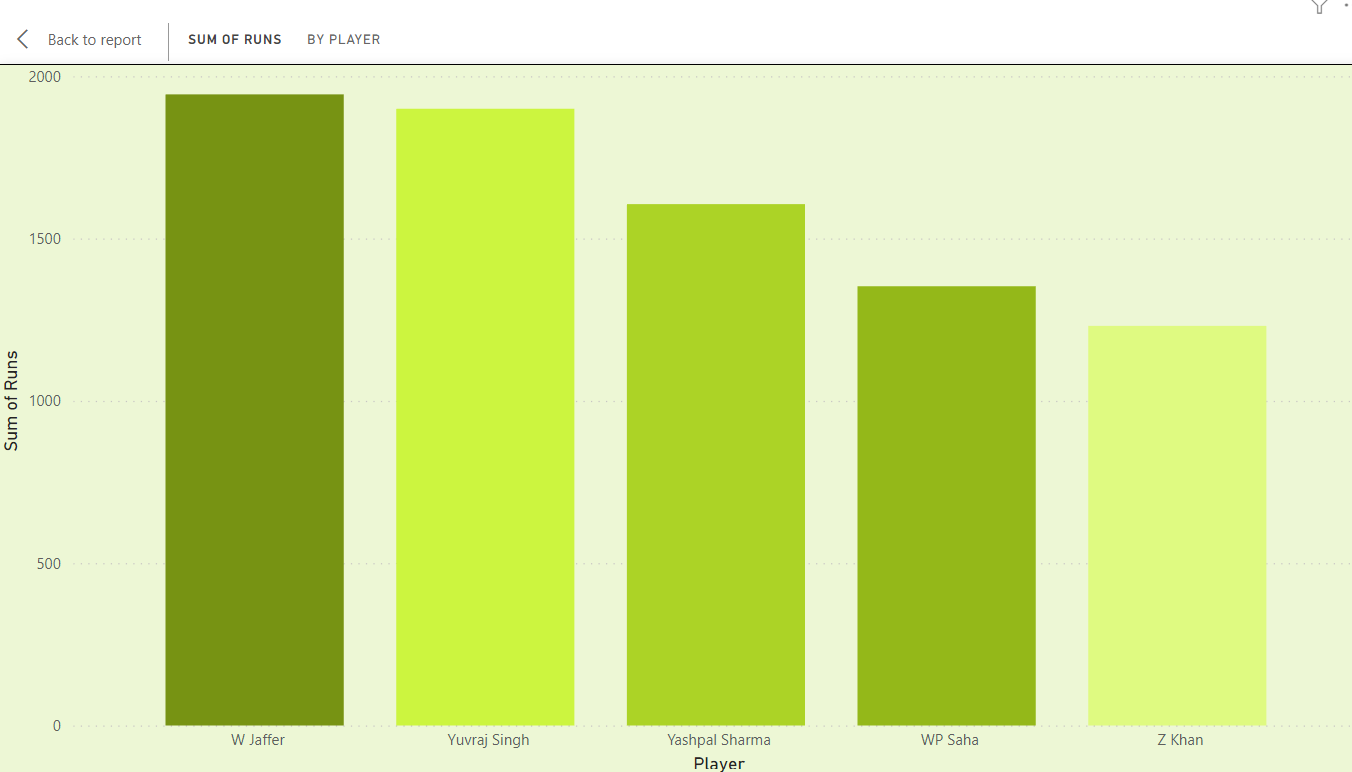 Back to report SUM OF RUNS BY PLAYER
2000
1500
1000
500
0
Sum of Runs
W Jaffer Yuvraj Singh Yashpal Sharma WP Saha Z Khan
Player